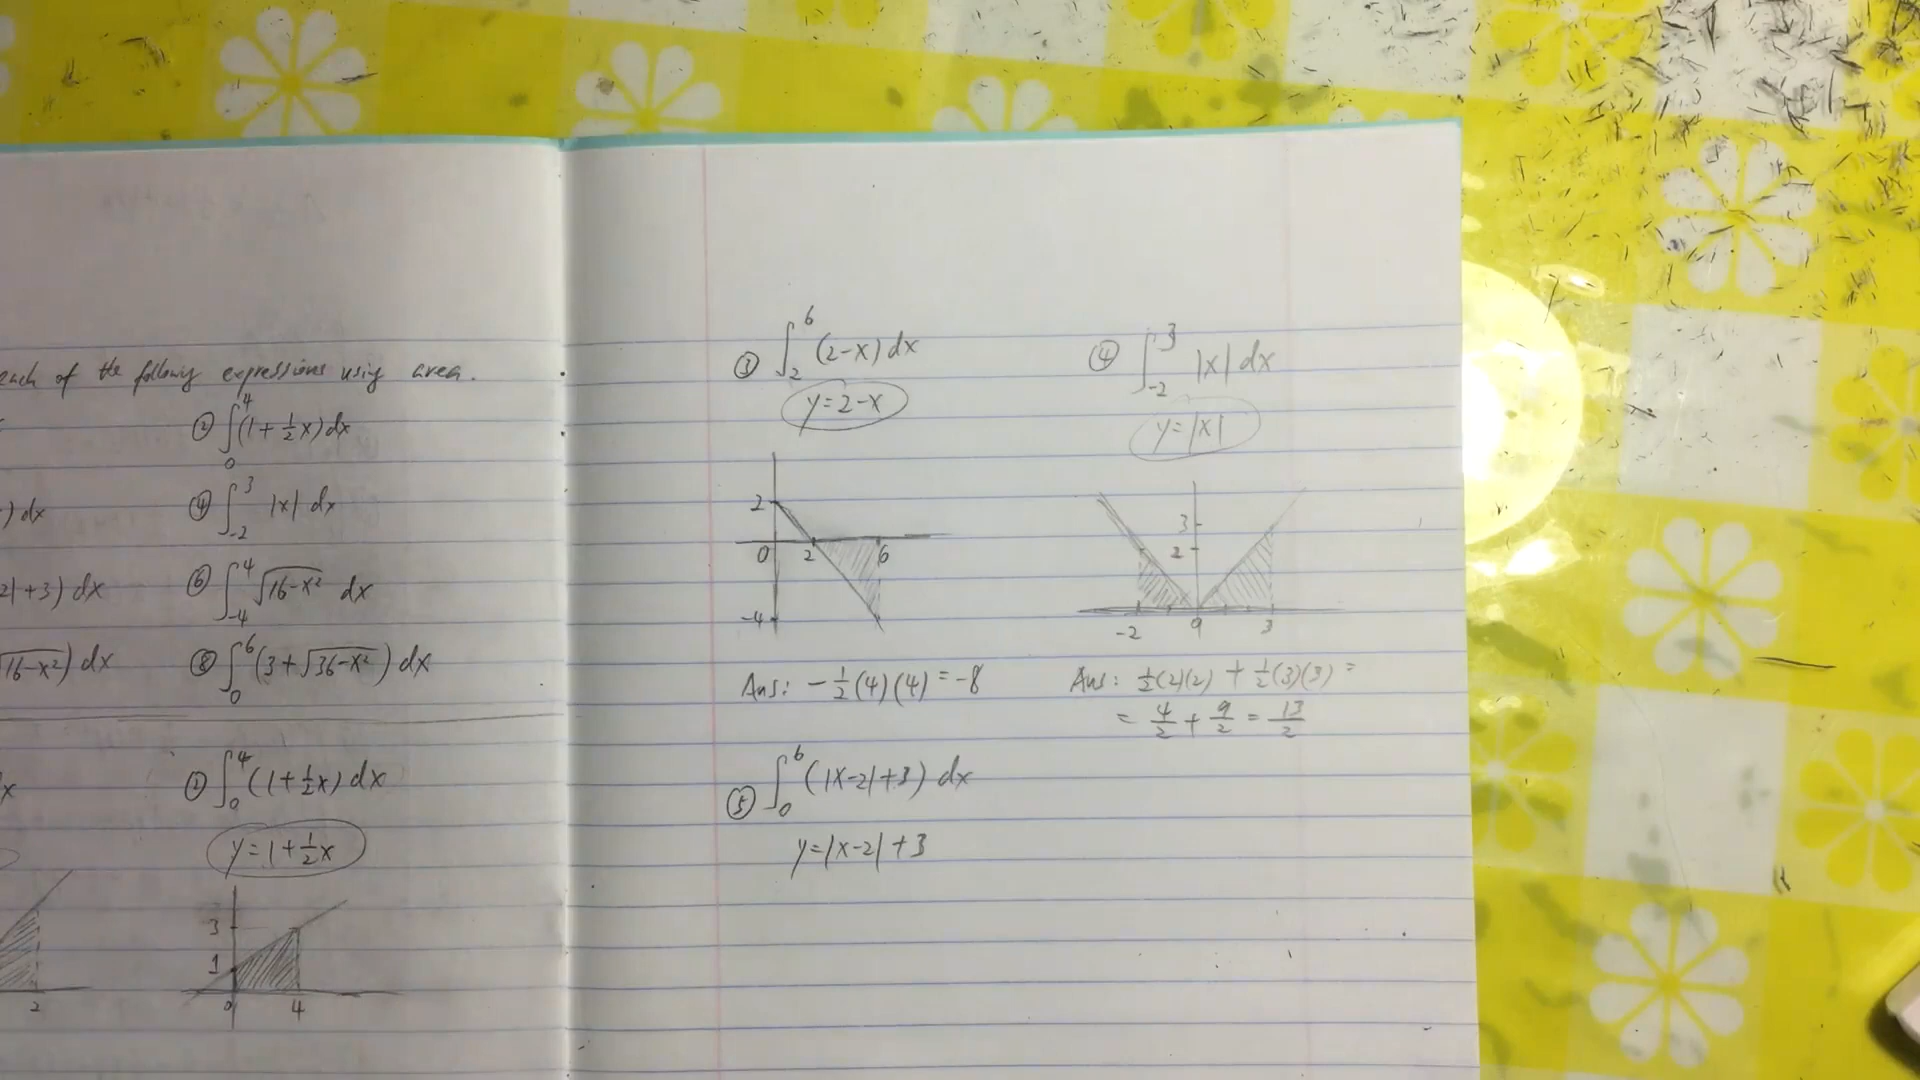 each of the following expressions using area.
② ∫₀⁴ (1 + ½x) dx
) dx ④ ∫₋₂³ |x| dx
2| + 3) dx ⑥ ∫₋₄⁴ √(16-x²) dx
√(16-x²)) dx ⑧ ∫₀⁶ (3 + √(36-x²)) dx
x ② ∫₀⁴ (1 + ½x) dx
y = 1 + ½x
3
1
2 0 4
③ ∫₂⁶ (2-x) dx
y = 2-x
2
0 2 6
-4
Ans: -½(4)(4) = -8
④ ∫₋₂³ |x| dx
y = |x|
3
2
-2 0 3
Ans: ½(2)(2) + ½(3)(3) =
= 4/2 + 9/2 = 13/2
⑤ ∫₀⁶ (|x-2|+3) dx
y = |x-2| + 3